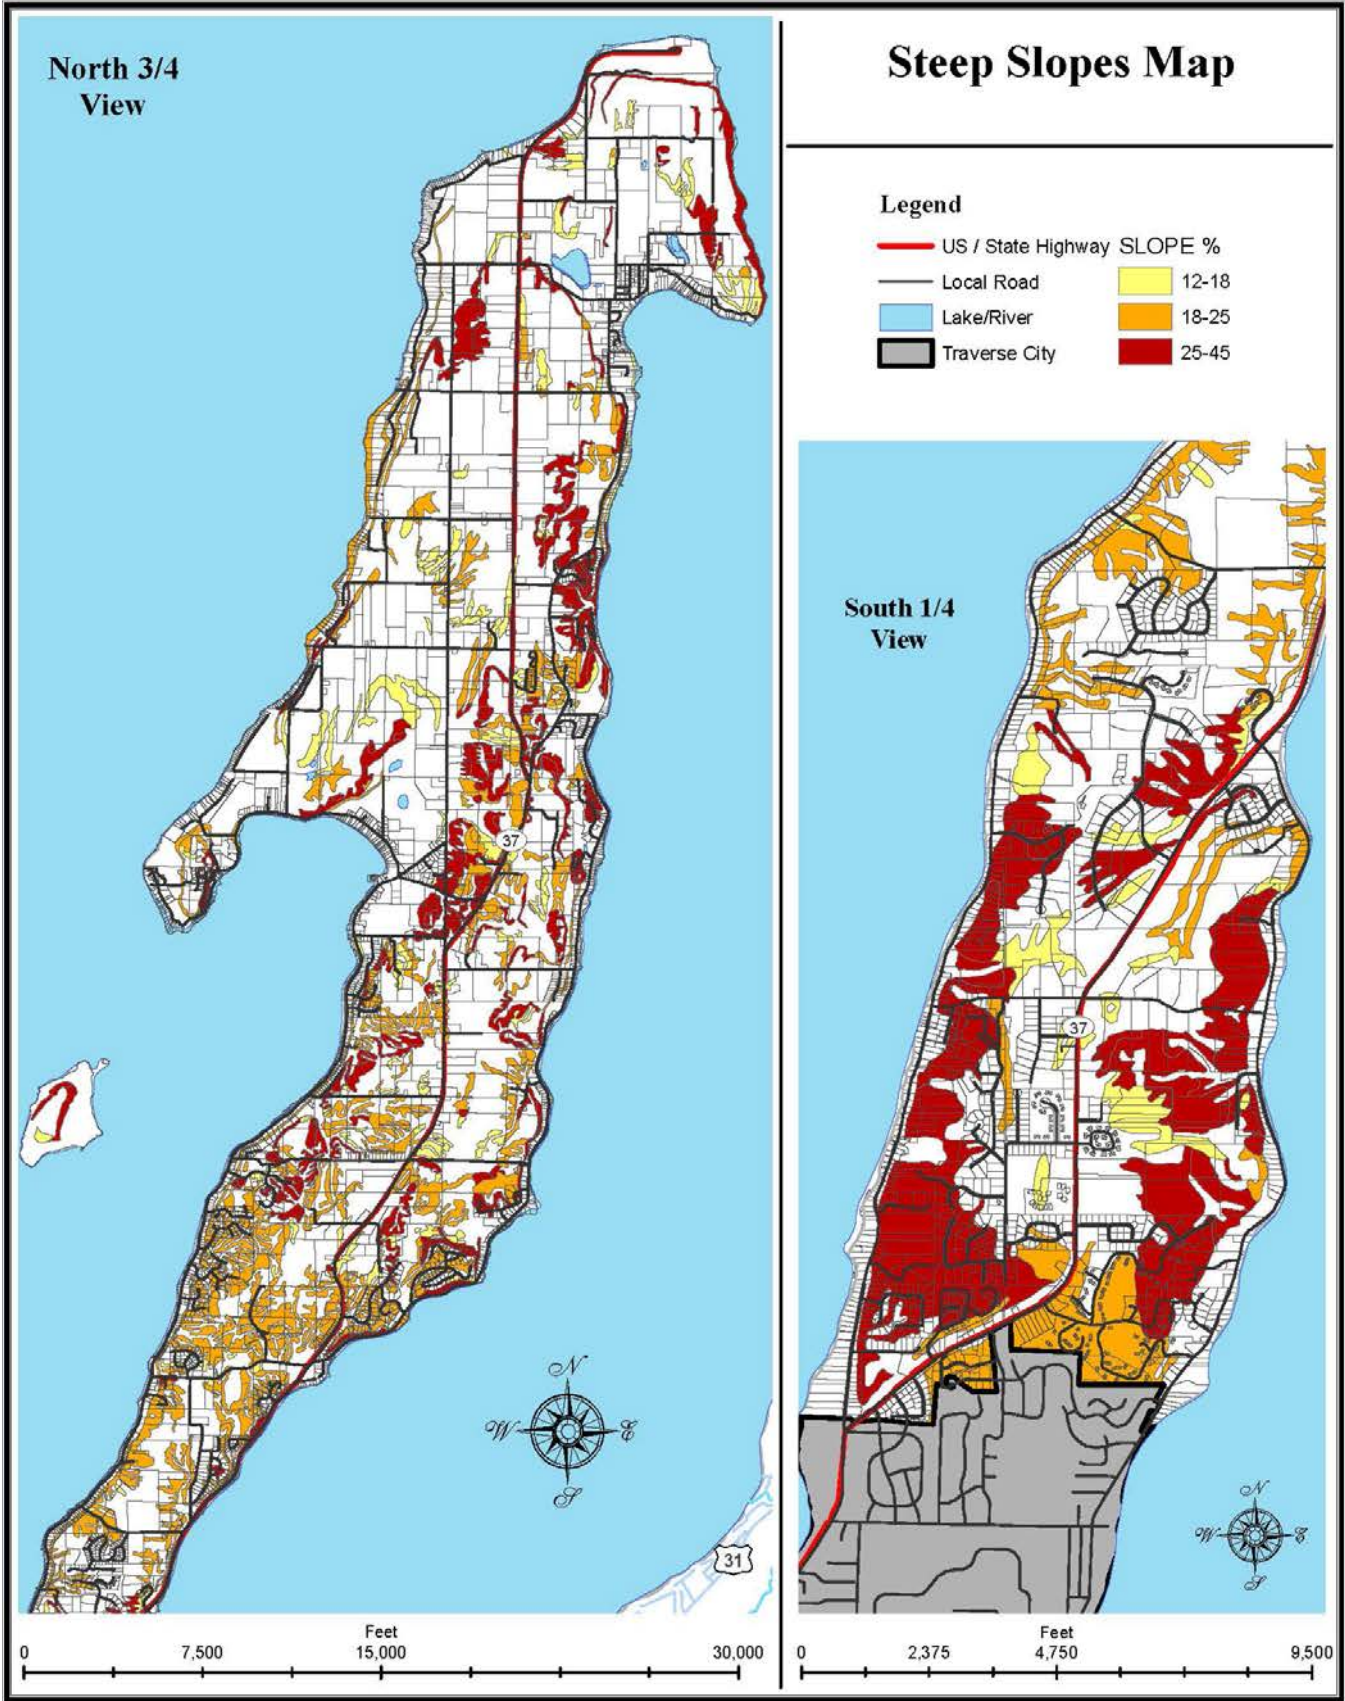 North 3/4
View
Steep Slopes Map
Legend
US / State Highway
Local Road
Lake/River
Traverse City
SLOPE %
12-18
18-25
25-45
37
31
N
W
E
S
Feet
0
7,500
15,000
30,000
South 1/4
View
37
N
W
E
S
Feet
0
2,375
4,750
9,500